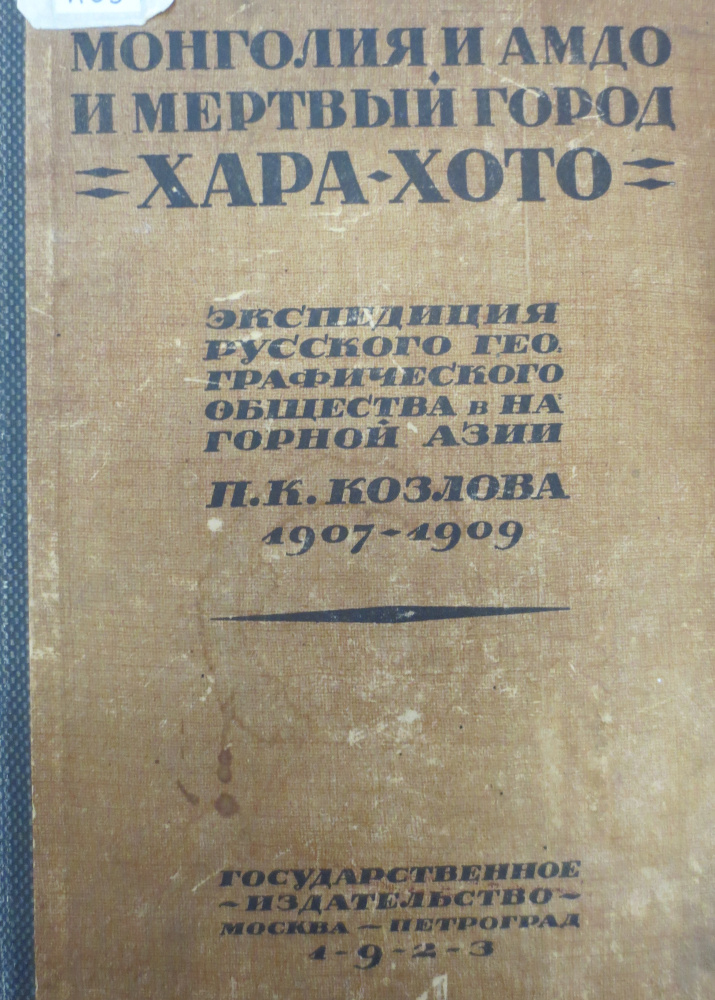 МОНГОЛИЯ И АМДО
И МЕРТВЫЙ ГОРОД
ХАРА-ХОТО
ЭКСПЕДИЦИЯ
РУССКОГО ГЕО
ГРАФИЧЕСКОГО
ОБЩЕСТВА в НА
ГОРНОЙ АЗИИ
П.К. КОЗЛОВА
1907-1909
ГОСУДАРСТВЕННОЕ
-ИЗДАТЕЛЬСТВО-
МОСКВА — ПЕТРОГРАД
1-9-2-3